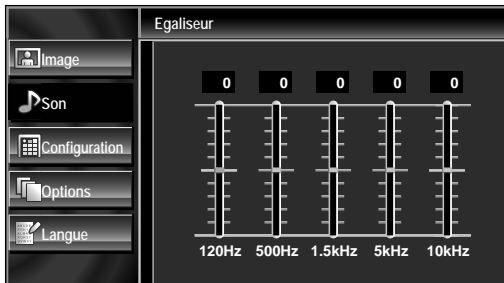 Egaliseur
Image
Son
Configuration
Options
Langue
0 0 0 0 0
120Hz 500Hz 1.5kHz 5kHz 10kHz